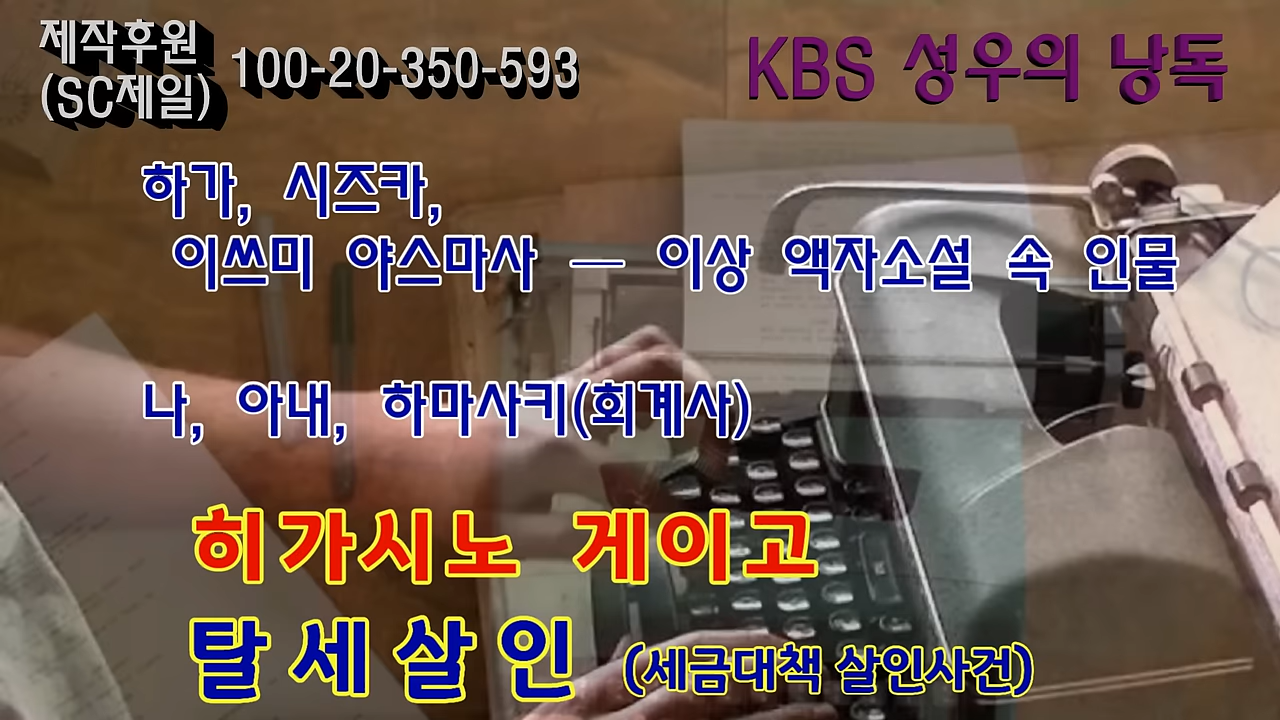 제작후원
(SC제일) 100-20-350-593
KBS 성우의 낭독
하가, 시즈카,
이쓰미 야스마사 — 이상 액자소설 속 인물
나, 아내, 하마사키(회계사)
히가시노 게이고
탈세살인 (세금대책 살인사건)